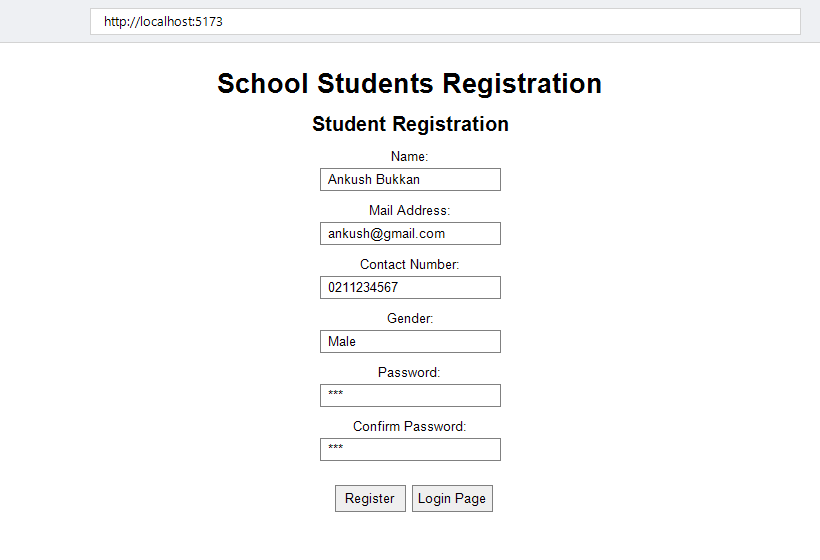 http://localhost:5173
School Students Registration
Student Registration
Name:
Ankush Bukkan
Mail Address:
ankush@gmail.com
Contact Number:
0211234567
Gender:
Male
Password:
***
Confirm Password:
***
Register Login Page